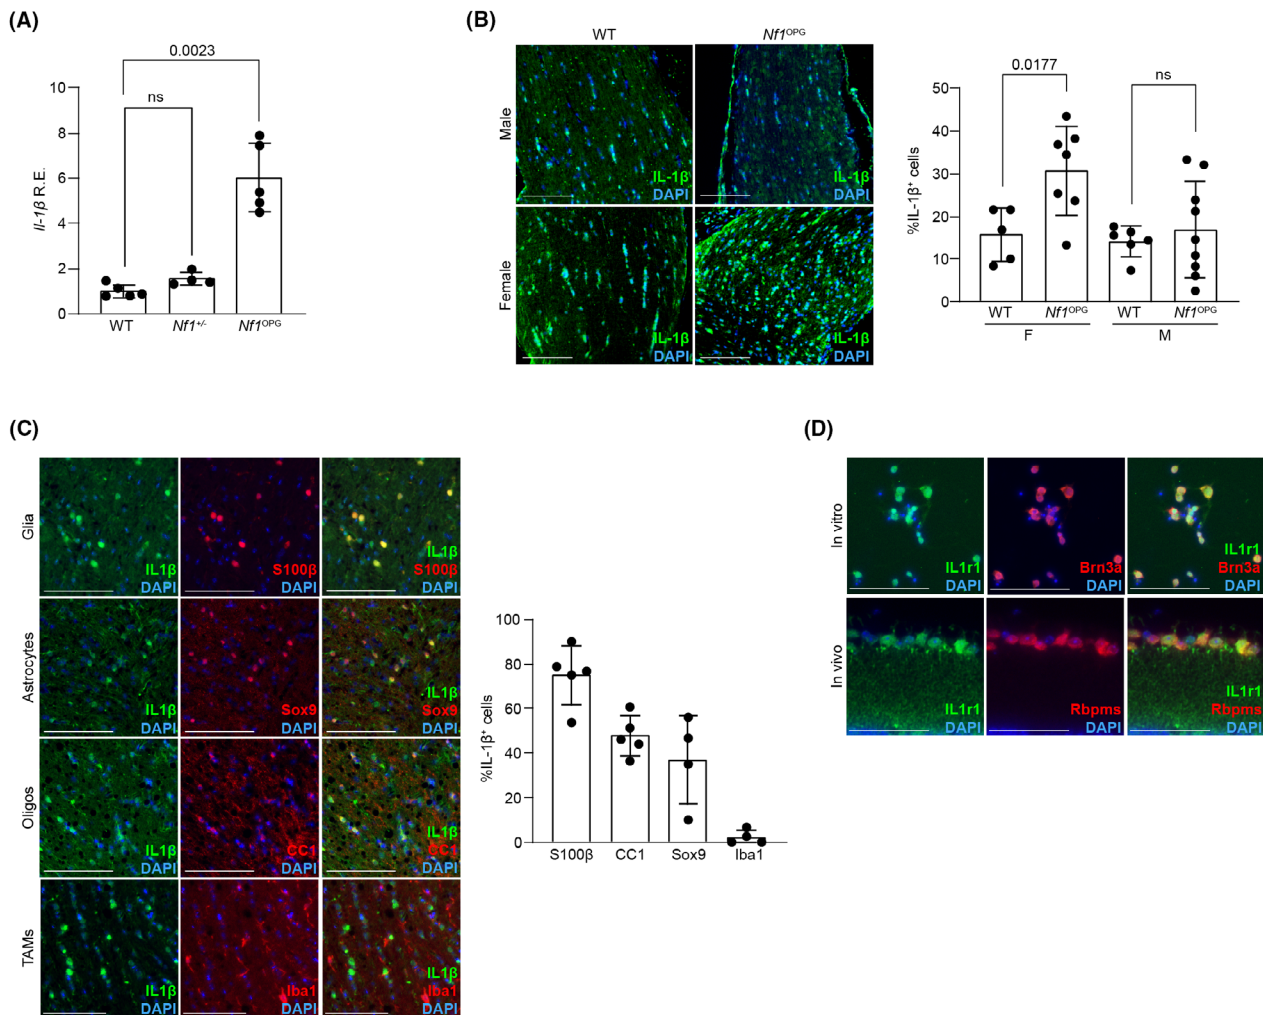 (A)
0.0023
ns
Il-1β R.E.
10
8
6
4
2
0
WT
Nf1+/-
Nf1OPG
(B)
WT
Nf1OPG
Male
IL-1β
DAPI
IL-1β
DAPI
Female
IL-1β
DAPI
IL-1β
DAPI
0.0177
ns
%IL-1β+ cells
50
40
30
20
10
0
WT
Nf1OPG
WT
Nf1OPG
F
M
(C)
Glia
IL1β
DAPI
S100β
DAPI
IL1β
S100β
DAPI
Astrocytes
IL1β
DAPI
Sox9
DAPI
IL1β
Sox9
DAPI
Oligos
IL1β
DAPI
CC1
DAPI
IL1β
CC1
DAPI
TAMs
IL1β
DAPI
Iba1
DAPI
IL1β
Iba1
DAPI
%IL-1β+ cells
100
80
60
40
20
0
S100β
CC1
Sox9
Iba1
(D)
In vitro
IL1r1
DAPI
Brn3a
DAPI
IL1r1
Brn3a
DAPI
In vivo
IL1r1
DAPI
Rbpms
DAPI
IL1r1
Rbpms
DAPI